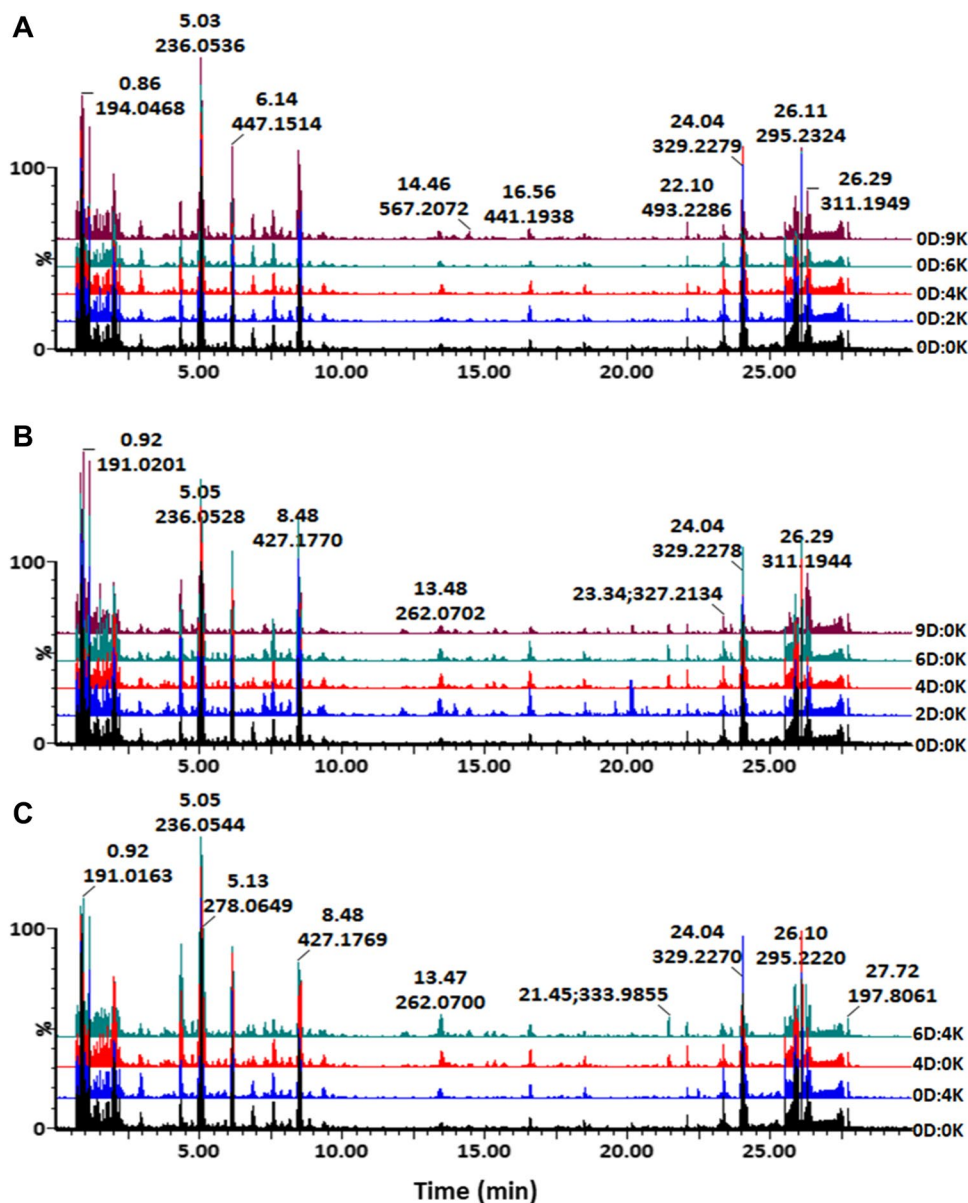 A
5.03
236.0536
0.86
194.0468
6.14
447.1514
14.46
567.2072
16.56
441.1938
22.10
493.2286
24.04
329.2279
26.11
295.2324
26.29
311.1949
100
%
0
0D:9K
0D:6K
0D:4K
0D:2K
0D:0K
5.00 10.00 15.00 20.00 25.00
B
0.92
191.0201
5.05
236.0528
8.48
427.1770
13.48
262.0702
23.34;327.2134
24.04
329.2278
26.29
311.1944
100
%
0
9D:0K
6D:0K
4D:0K
2D:0K
0D:0K
5.00 10.00 15.00 20.00 25.00
C
5.05
236.0544
0.92
191.0163
5.13
278.0649
8.48
427.1769
13.47
262.0700
21.45;333.9855
24.04
329.2270
26.10
295.2220
27.72
197.8061
100
%
0
6D:4K
4D:0K
0D:4K
0D:0K
5.00 10.00 15.00 20.00 25.00
Time (min)